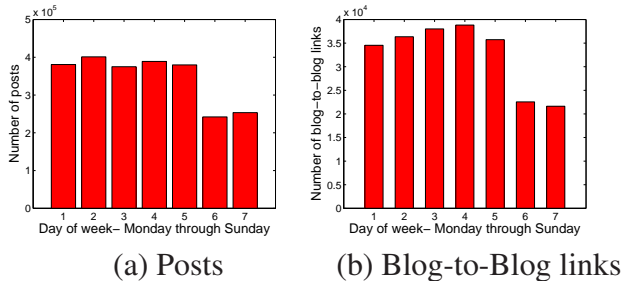 x 10^5
5
4
3
2
1
0
Number of posts
1 2 3 4 5 6 7
Day of week− Monday through Sunday
(a) Posts
x 10^4
4
3.5
3
2.5
2
1.5
1
0.5
0
Number of blog−to−blog links
1 2 3 4 5 6 7
Day of week− Monday through Sunday
(b) Blog-to-Blog links